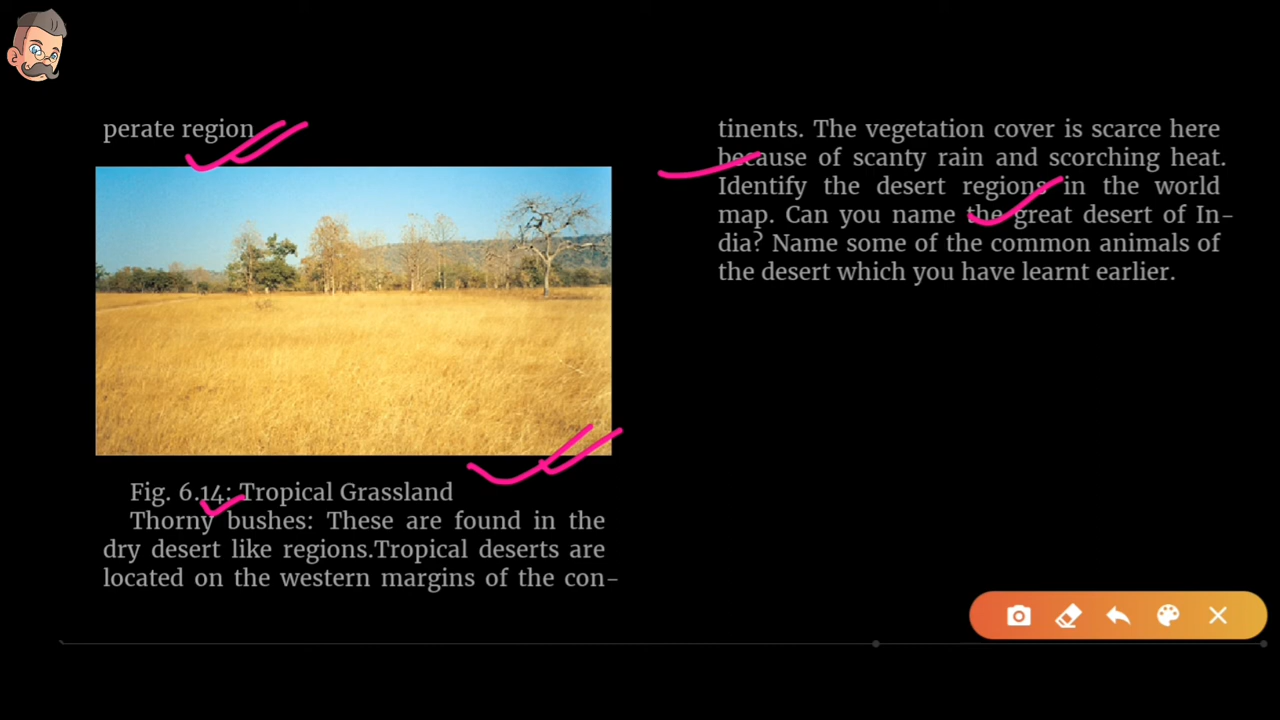 perate region
Fig. 6.14: Tropical Grassland
Thorny bushes: These are found in the
dry desert like regions.Tropical deserts are
located on the western margins of the con-
tinents. The vegetation cover is scarce here
because of scanty rain and scorching heat.
Identify the desert regions in the world
map. Can you name the great desert of In-
dia? Name some of the common animals of
the desert which you have learnt earlier.